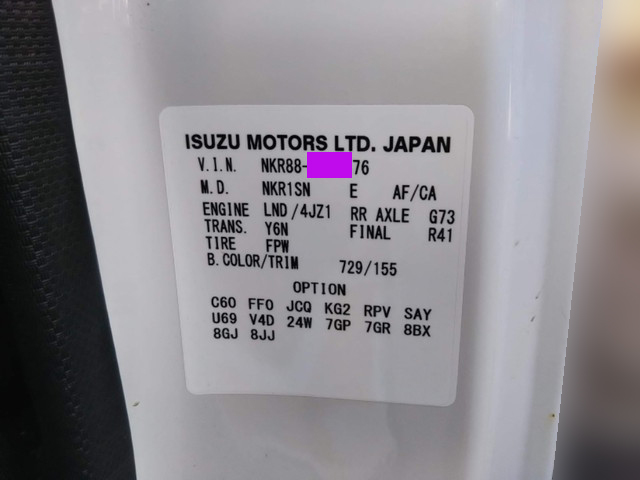 ISUZU MOTORS LTD. JAPAN
V.I.N. NKR88- 76
M.D. NKR1SN E AF/CA
ENGINE LND/4JZ1 RR AXLE G73
TRANS. Y6N FINAL R41
TIRE FPW
B.COLOR/TRIM 729/155
OPTION
C60 FF0 JCQ KG2 RPV SAY
U69 V4D 24W 7GP 7GR 8BX
8GJ 8JJ